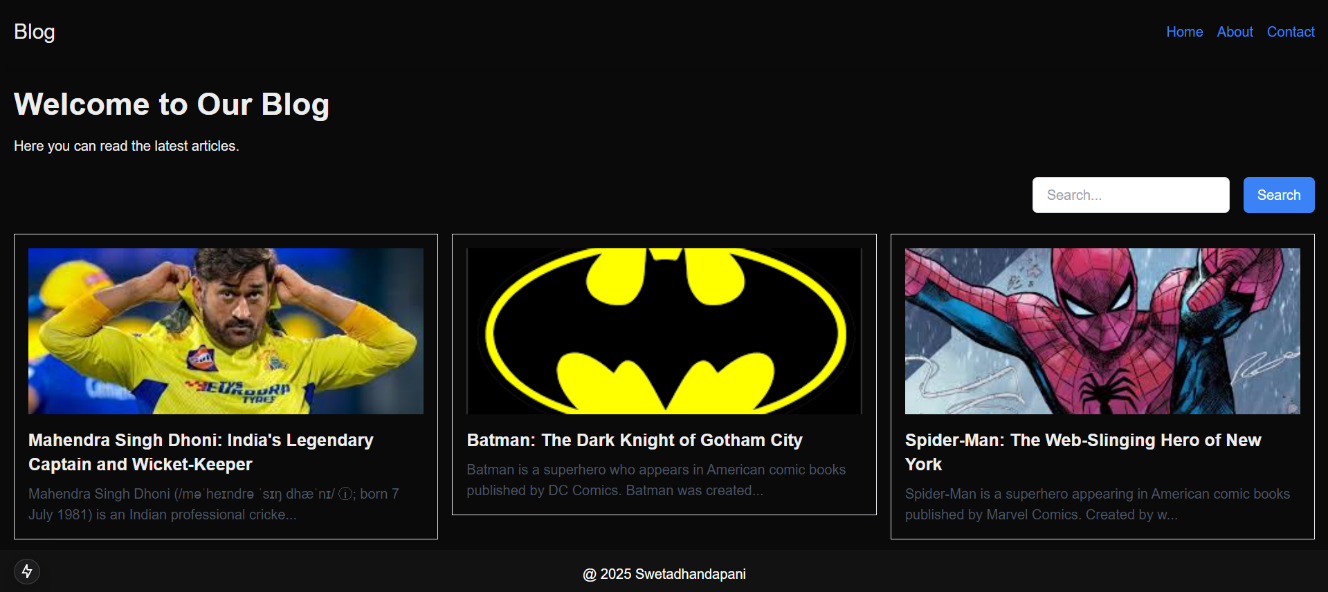 Blog
Home About Contact
Welcome to Our Blog
Here you can read the latest articles.
Search...
Search
Gulf
TVS
EUROGRIP
TYRES
Mahendra Singh Dhoni: India's Legendary
Captain and Wicket-Keeper
Mahendra Singh Dhoni (/məˈheɪndrə ˈsɪŋ dhæˈnɪ/ ⓘ; born 7
July 1981) is an Indian professional cricke...
Batman: The Dark Knight of Gotham City
Batman is a superhero who appears in American comic books
published by DC Comics. Batman was created...
Spider-Man: The Web-Slinging Hero of New
York
Spider-Man is a superhero appearing in American comic books
published by Marvel Comics. Created by w...
@ 2025 Swetadhandapani